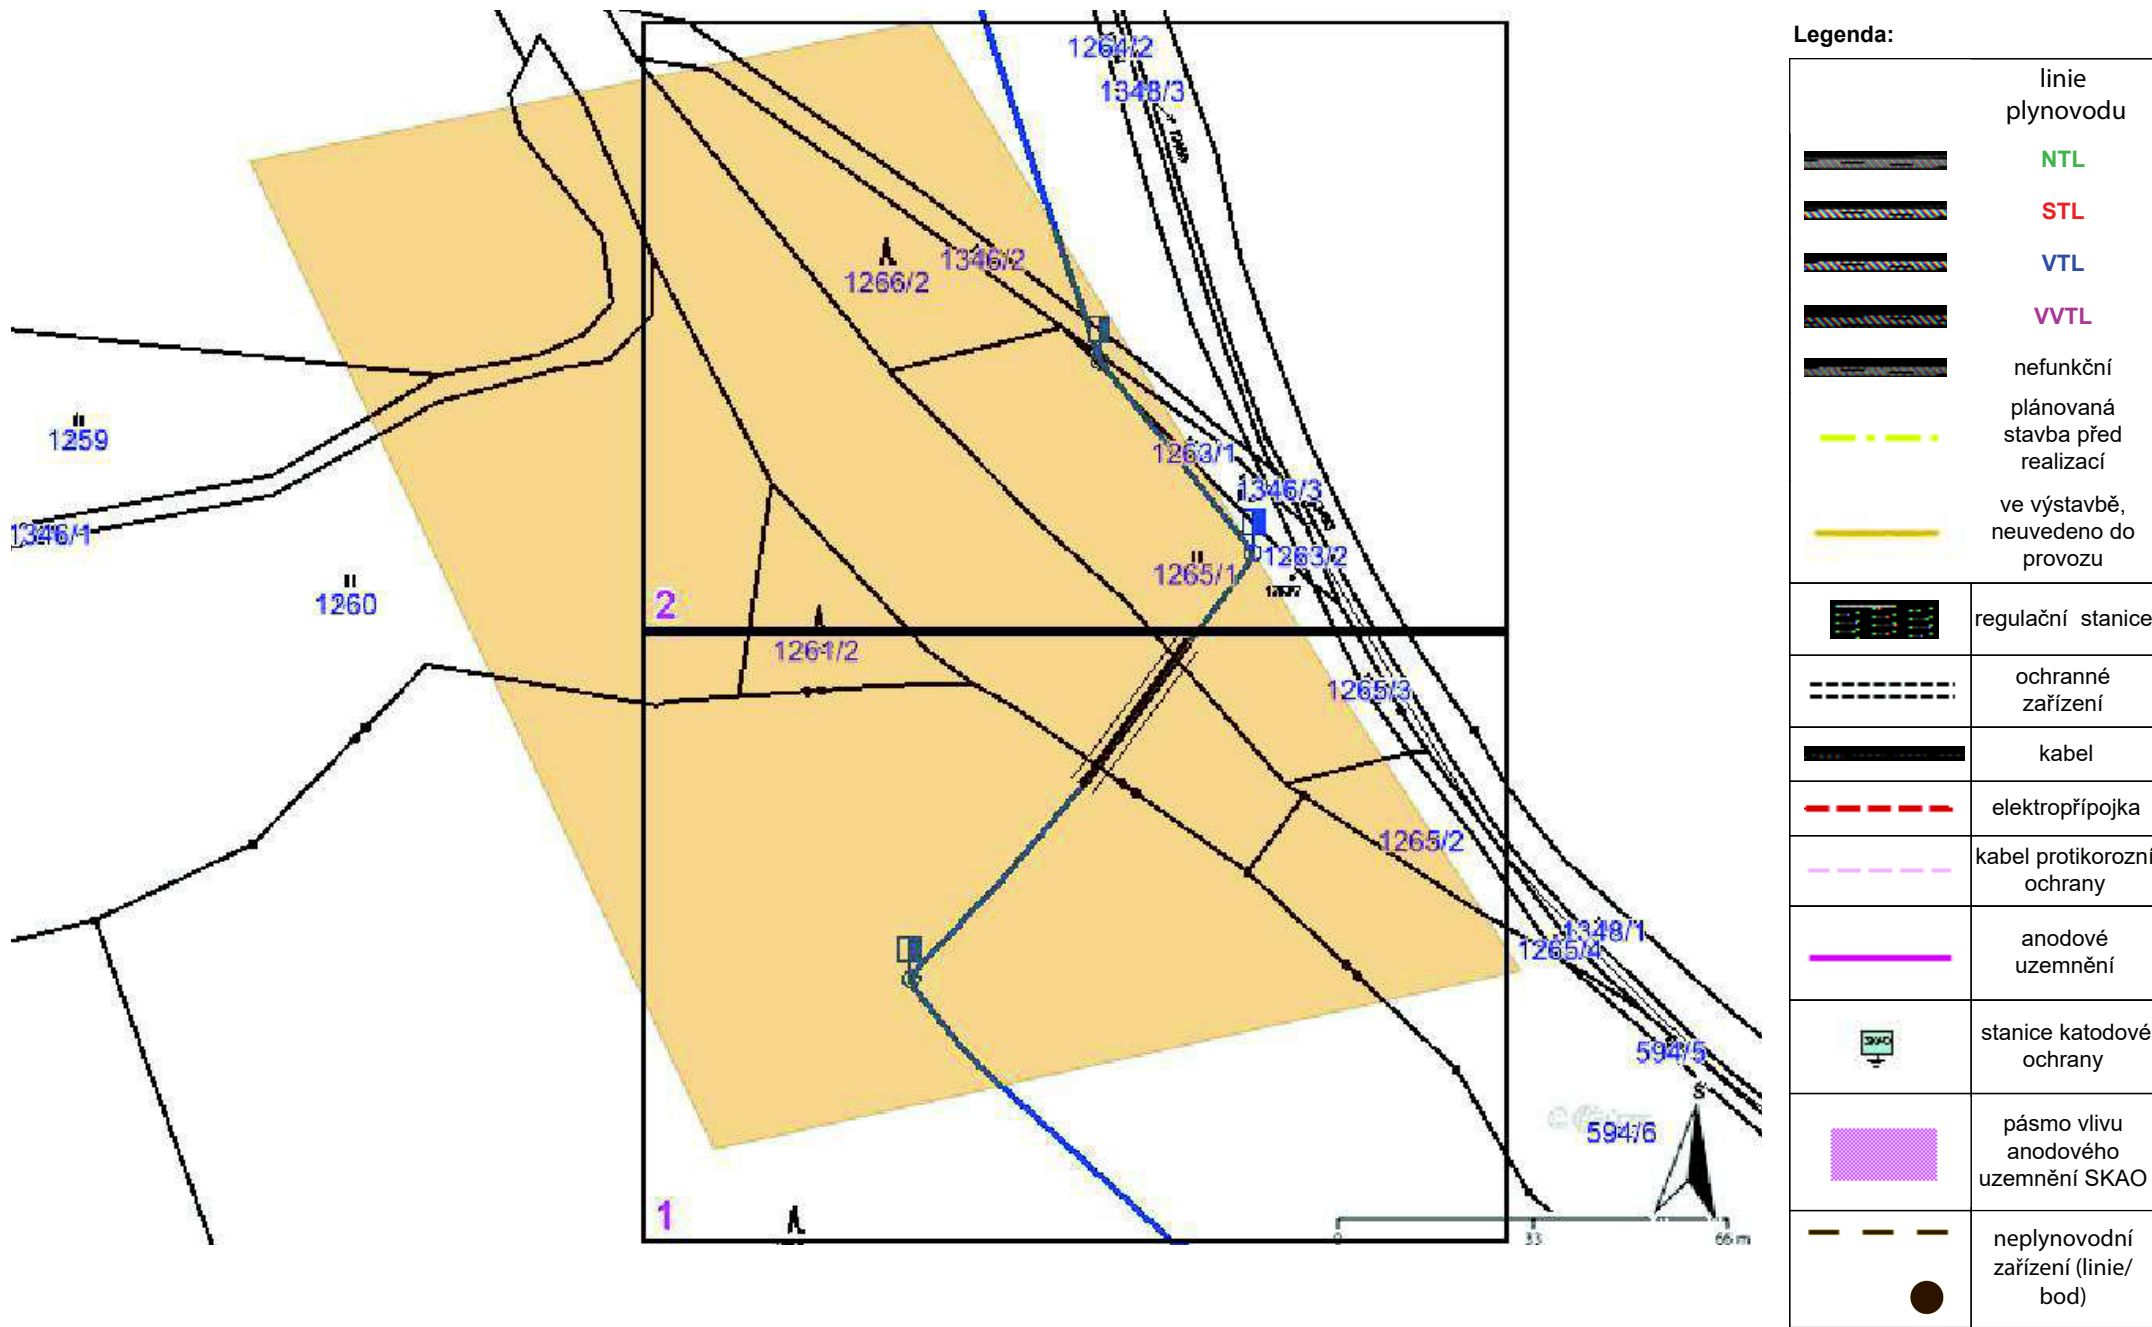 1264/2
1348/3
1346/2
1266/2
1259
1263/1
1346/3
1346/1
1263/2
1265/1
1260
2
1261/2
1265/3
1265/2
1348/1
1265/4
594/5
Š
594/6
1
0 33 66 m
Legenda:
linie
plynovodu
NTL
STL
VTL
VVTL
nefunkční
plánovaná
stavba před
realizací
ve výstavbě,
neuvedeno do
provozu
regulační stanice
ochranné
zařízení
kabel
elektropřípojka
kabel protikorozní
ochrany
anodové
uzemnění
SKAO
stanice katodové
ochrany
pásmo vlivu
anodového
uzemnění SKAO
neplynovodní
zařízení (linie/
bod)